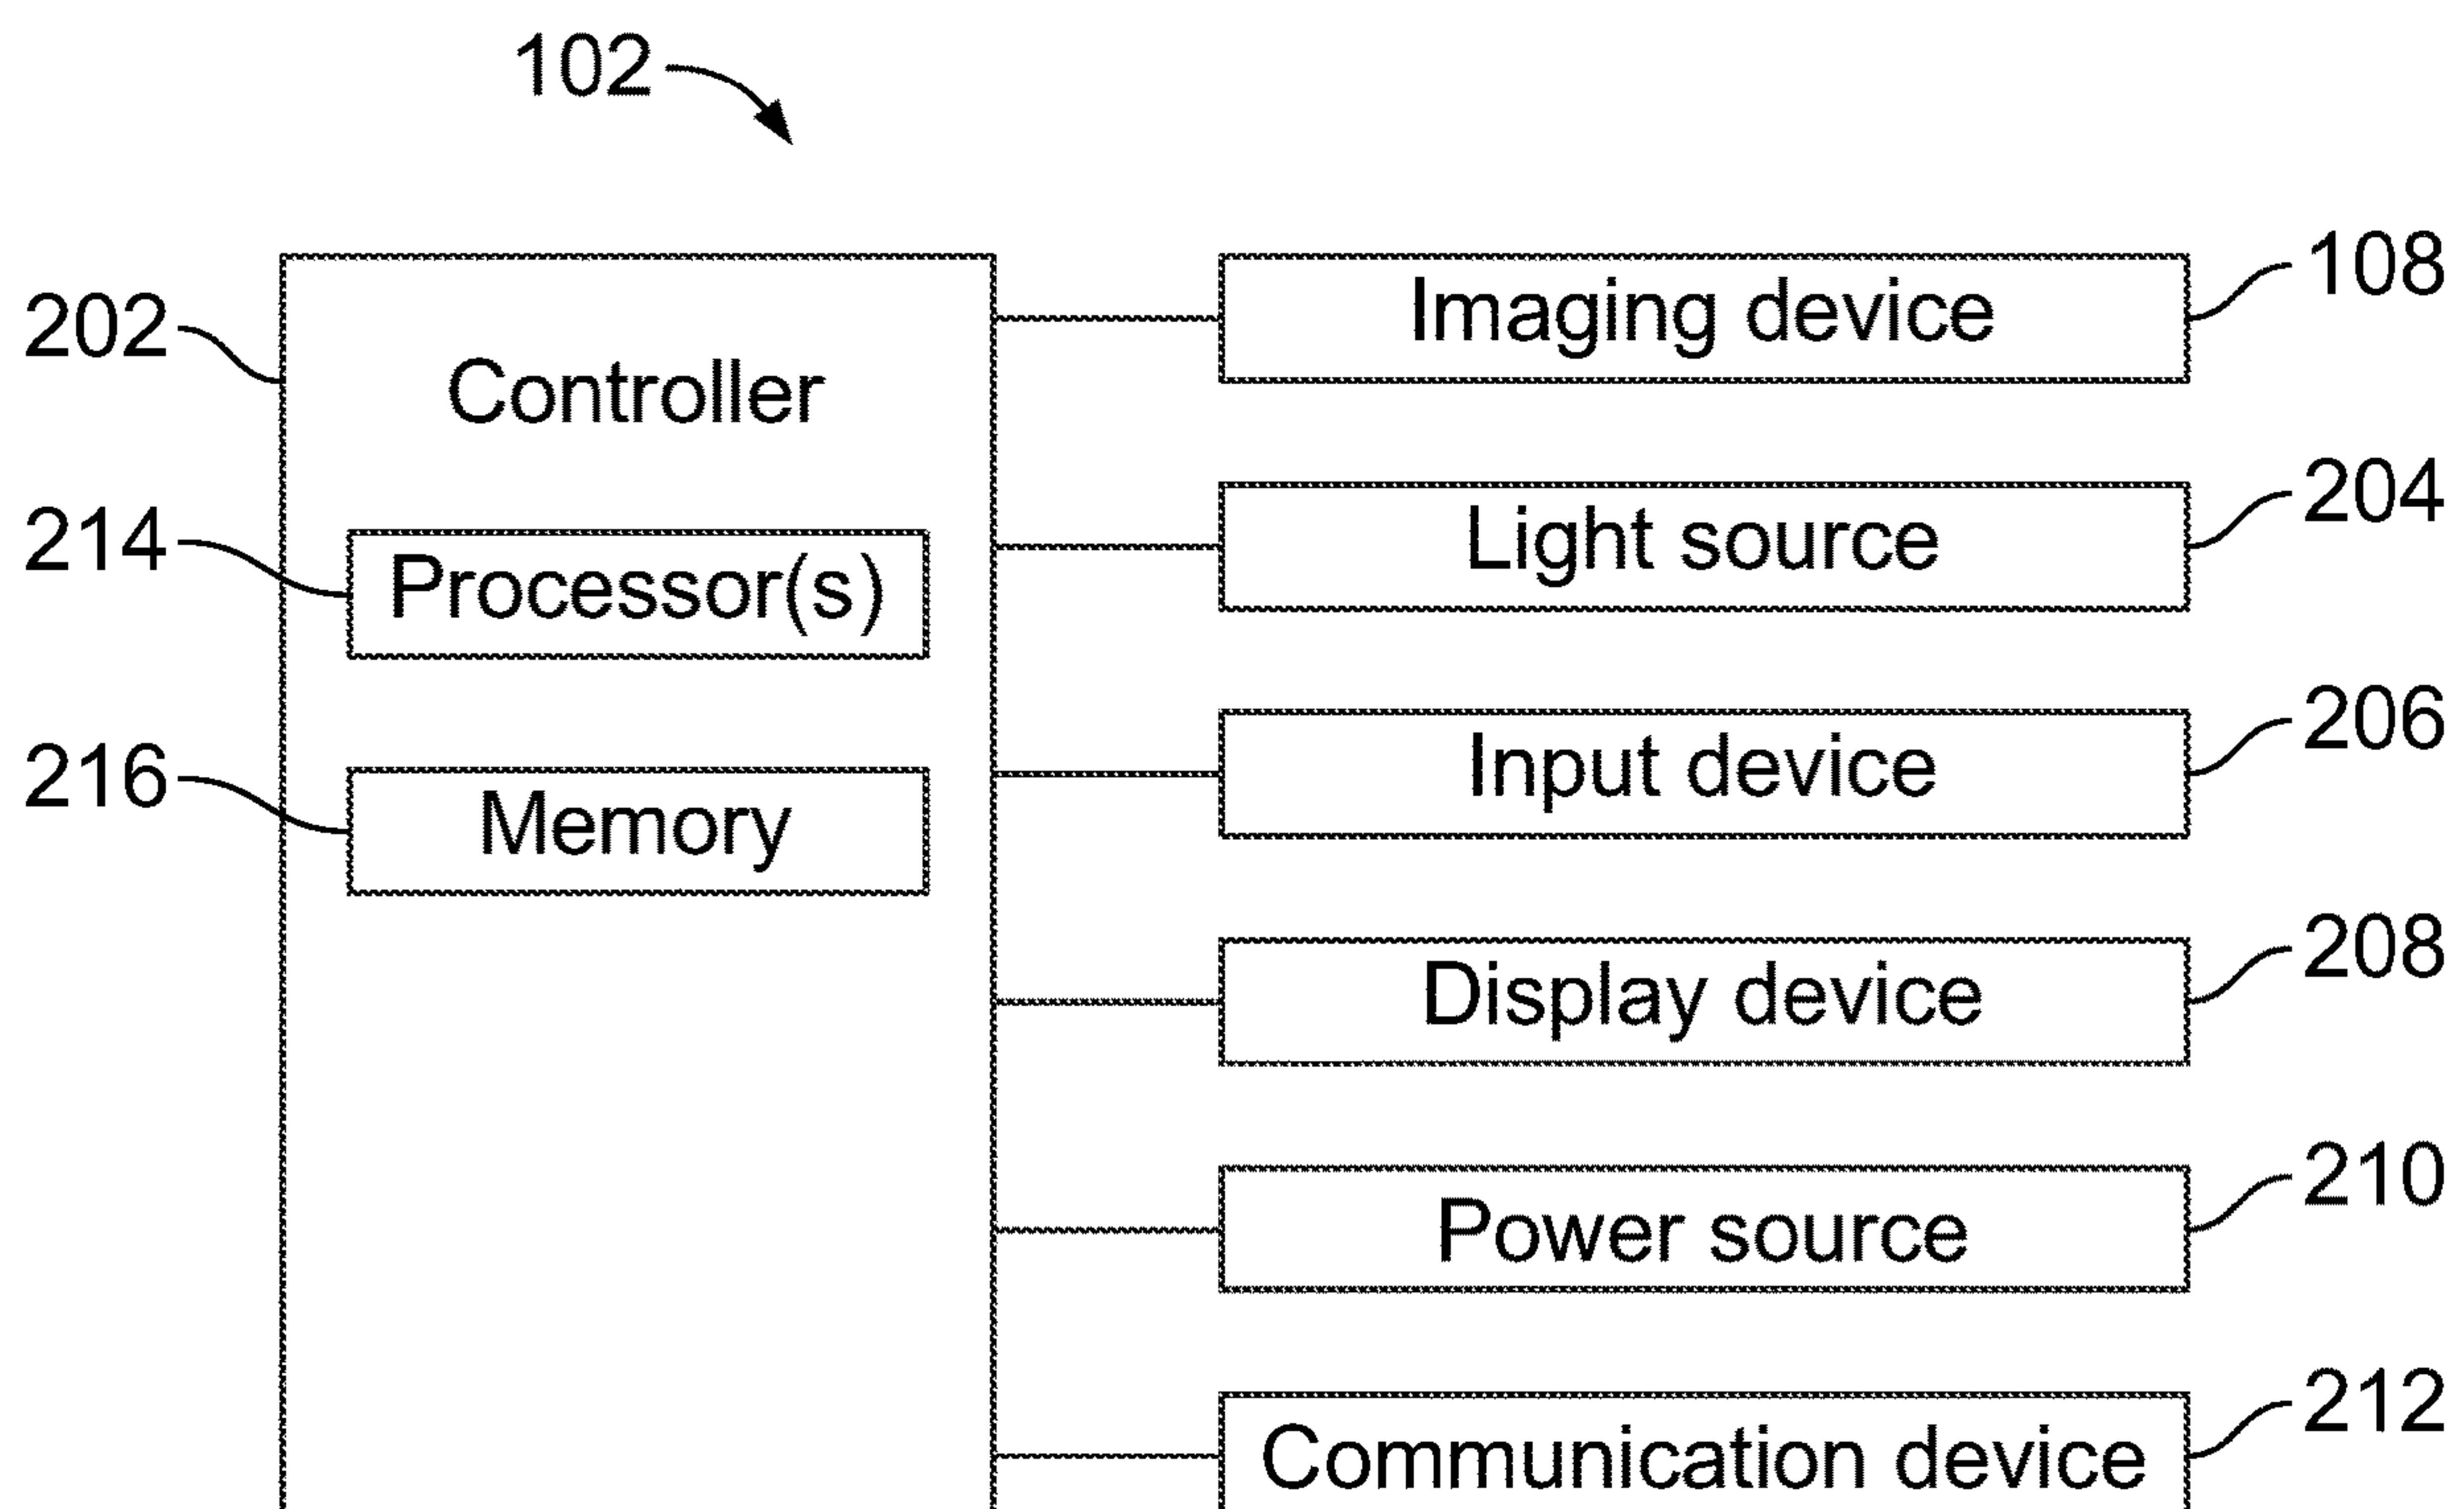 102
Imaging device 108
202
Controller
Light source 204
214
Processor(s)
Input device 206
216
Memory
Display device 208
Power source 210
Communication device 212